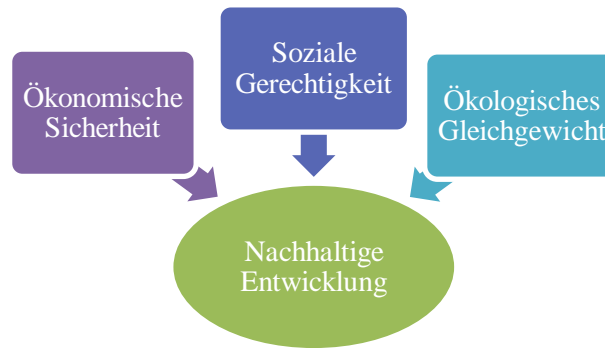 Ökonomische
Sicherheit
Soziale
Gerechtigkeit
Ökologisches
Gleichgewicht
Nachhaltige
Entwicklung